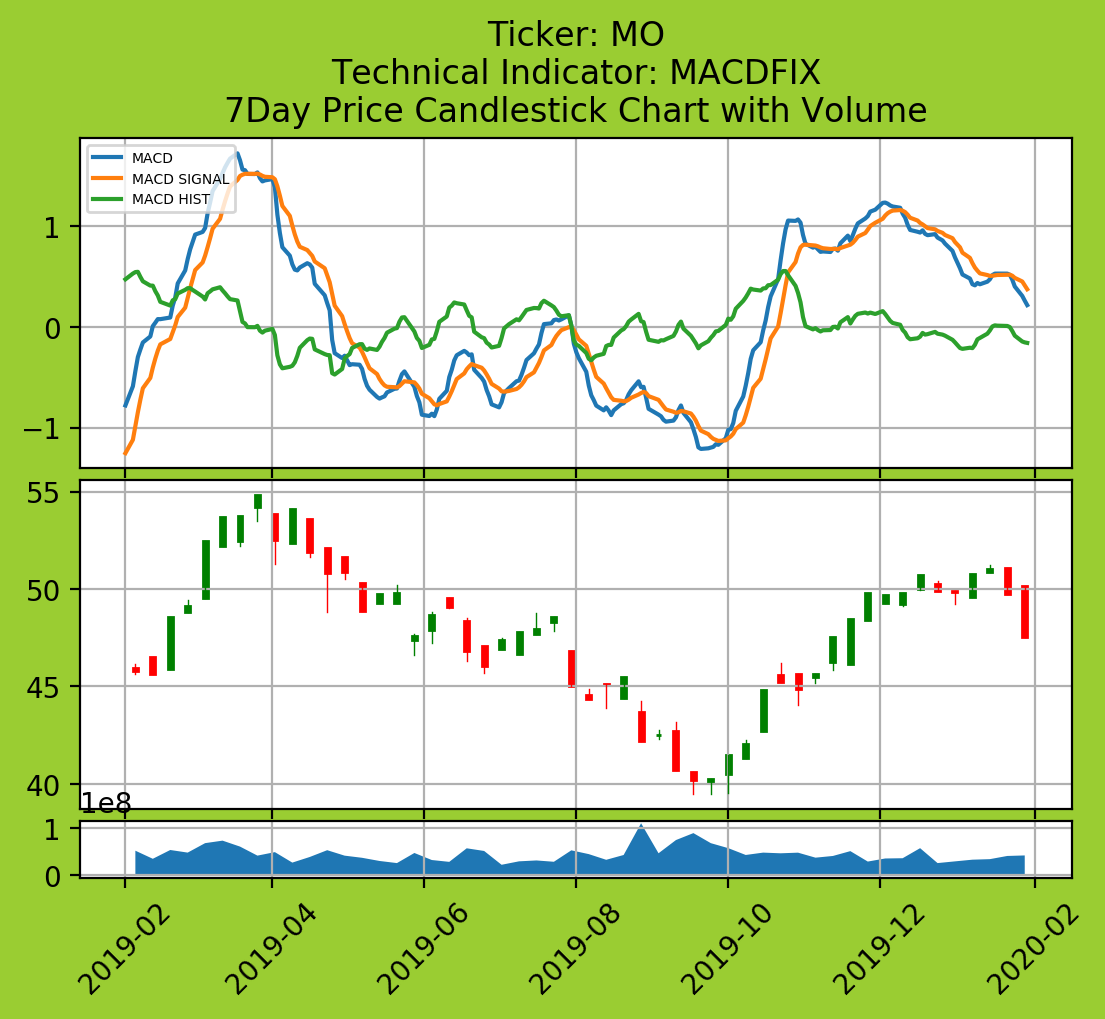 Ticker: MO
Technical Indicator: MACDFIX
7Day Price Candlestick Chart with Volume
MACD
MACD SIGNAL
MACD HIST
1
0
−1
55
50
45
40
1e8
1
0
2019-02
2019-04
2019-06
2019-08
2019-10
2019-12
2020-02